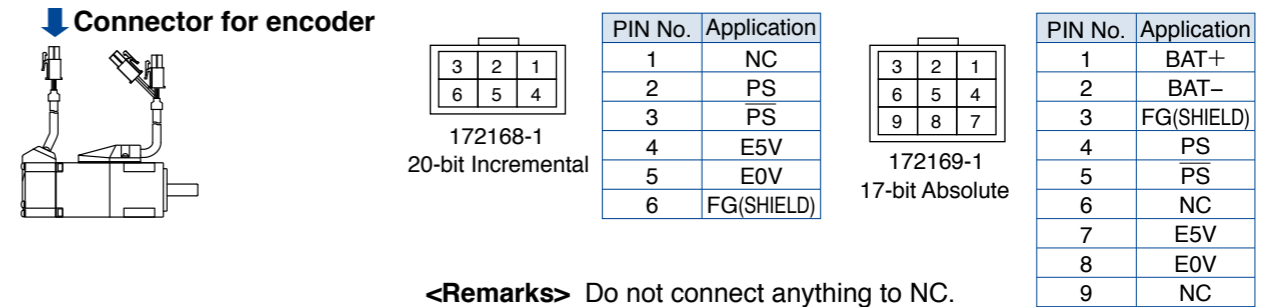 Connector for encoder
3 2 1
6 5 4
172168-1
20-bit Incremental
PIN No. Application
1 NC
2 PS
3 P̅S̅
4 E5V
5 E0V
6 FG(SHIELD)
3 2 1
6 5 4
9 8 7
172169-1
17-bit Absolute
PIN No. Application
1 BAT+
2 BAT−
3 FG(SHIELD)
4 PS
5 P̅S̅
6 NC
7 E5V
8 E0V
9 NC
<Remarks> Do not connect anything to NC.